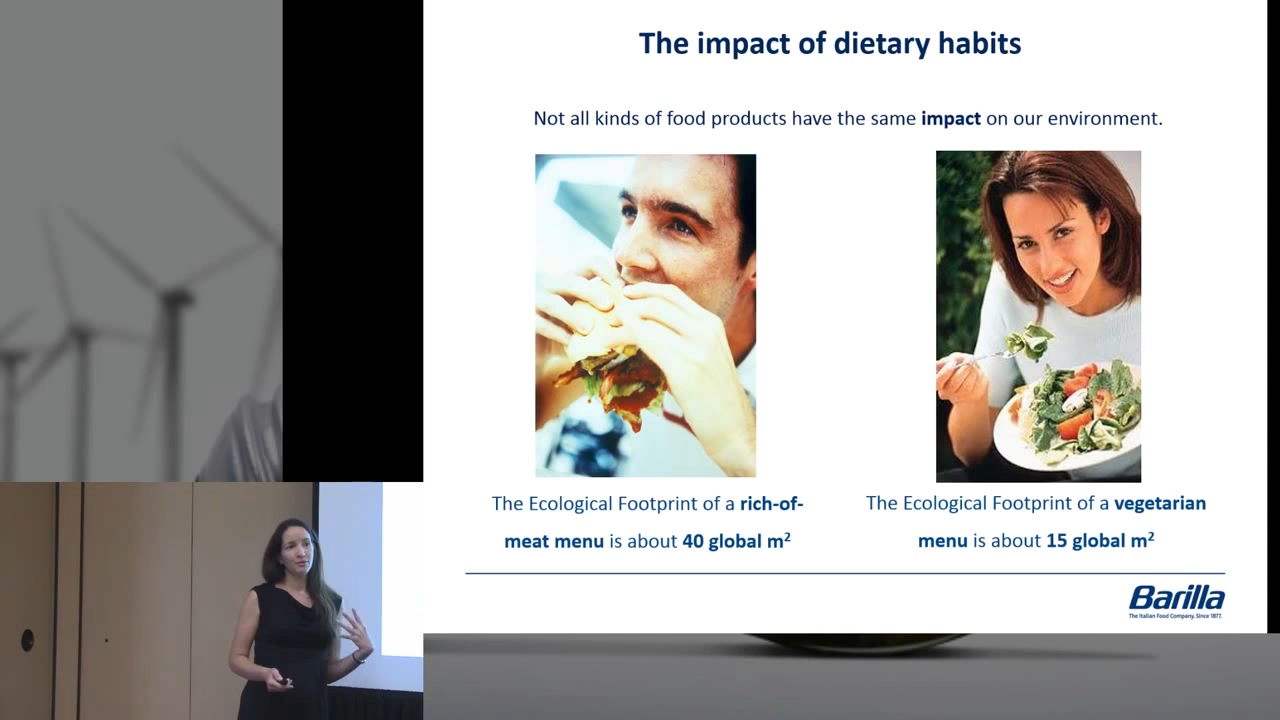 The impact of dietary habits
Not all kinds of food products have the same impact on our environment.
The Ecological Footprint of a rich-of-
meat menu is about 40 global m²
The Ecological Footprint of a vegetarian
menu is about 15 global m²
Barilla
The Italian Food Company. Since 1877.